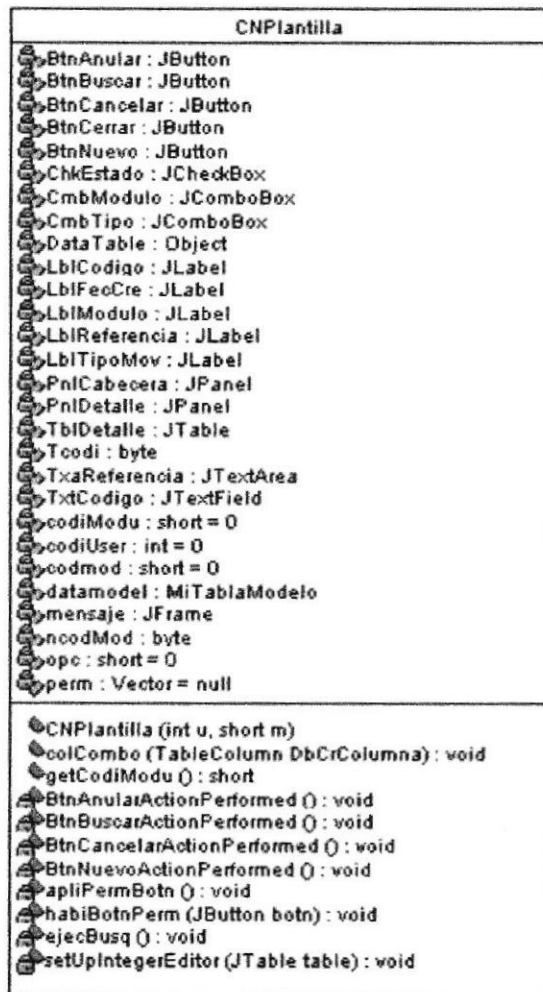 CNPlantilla
BtnAnular : JButton
BtnBuscar : JButton
BtnCancelar : JButton
BtnCerrar : JButton
BtnNuevo : JButton
ChkEstado : JCheckBox
CmbModulo : JComboBox
CmbTipo : JComboBox
DataTable : Object
LblCodigo : JLabel
LblFecCre : JLabel
LblModulo : JLabel
LblReferencia : JLabel
LblTipoMov : JLabel
PnlCabecera : JPanel
PnlDetalle : JPanel
TblDetalle : JTable
Tcodi : byte
TxaReferencia : JTextArea
TxtCodigo : JTextField
codiModu : short = 0
codiUser : int = 0
codmod : short = 0
datamodel : MiTablaModelo
mensaje : JFrame
ncodMod : byte
opc : short = 0
perm : Vector = null
CNPlantilla (int u, short m)
colCombo (TableColumn DbCrColumna) : void
getCodiModu () : short
BtnAnularActionPerformed () : void
BtnBuscarActionPerformed () : void
BtnCancelarActionPerformed () : void
BtnNuevoActionPerformed () : void
apliPermBotn () : void
habiBotnPerm (JButton botn) : void
ejecBusq () : void
setUpIntegerEditor (JTable table) : void